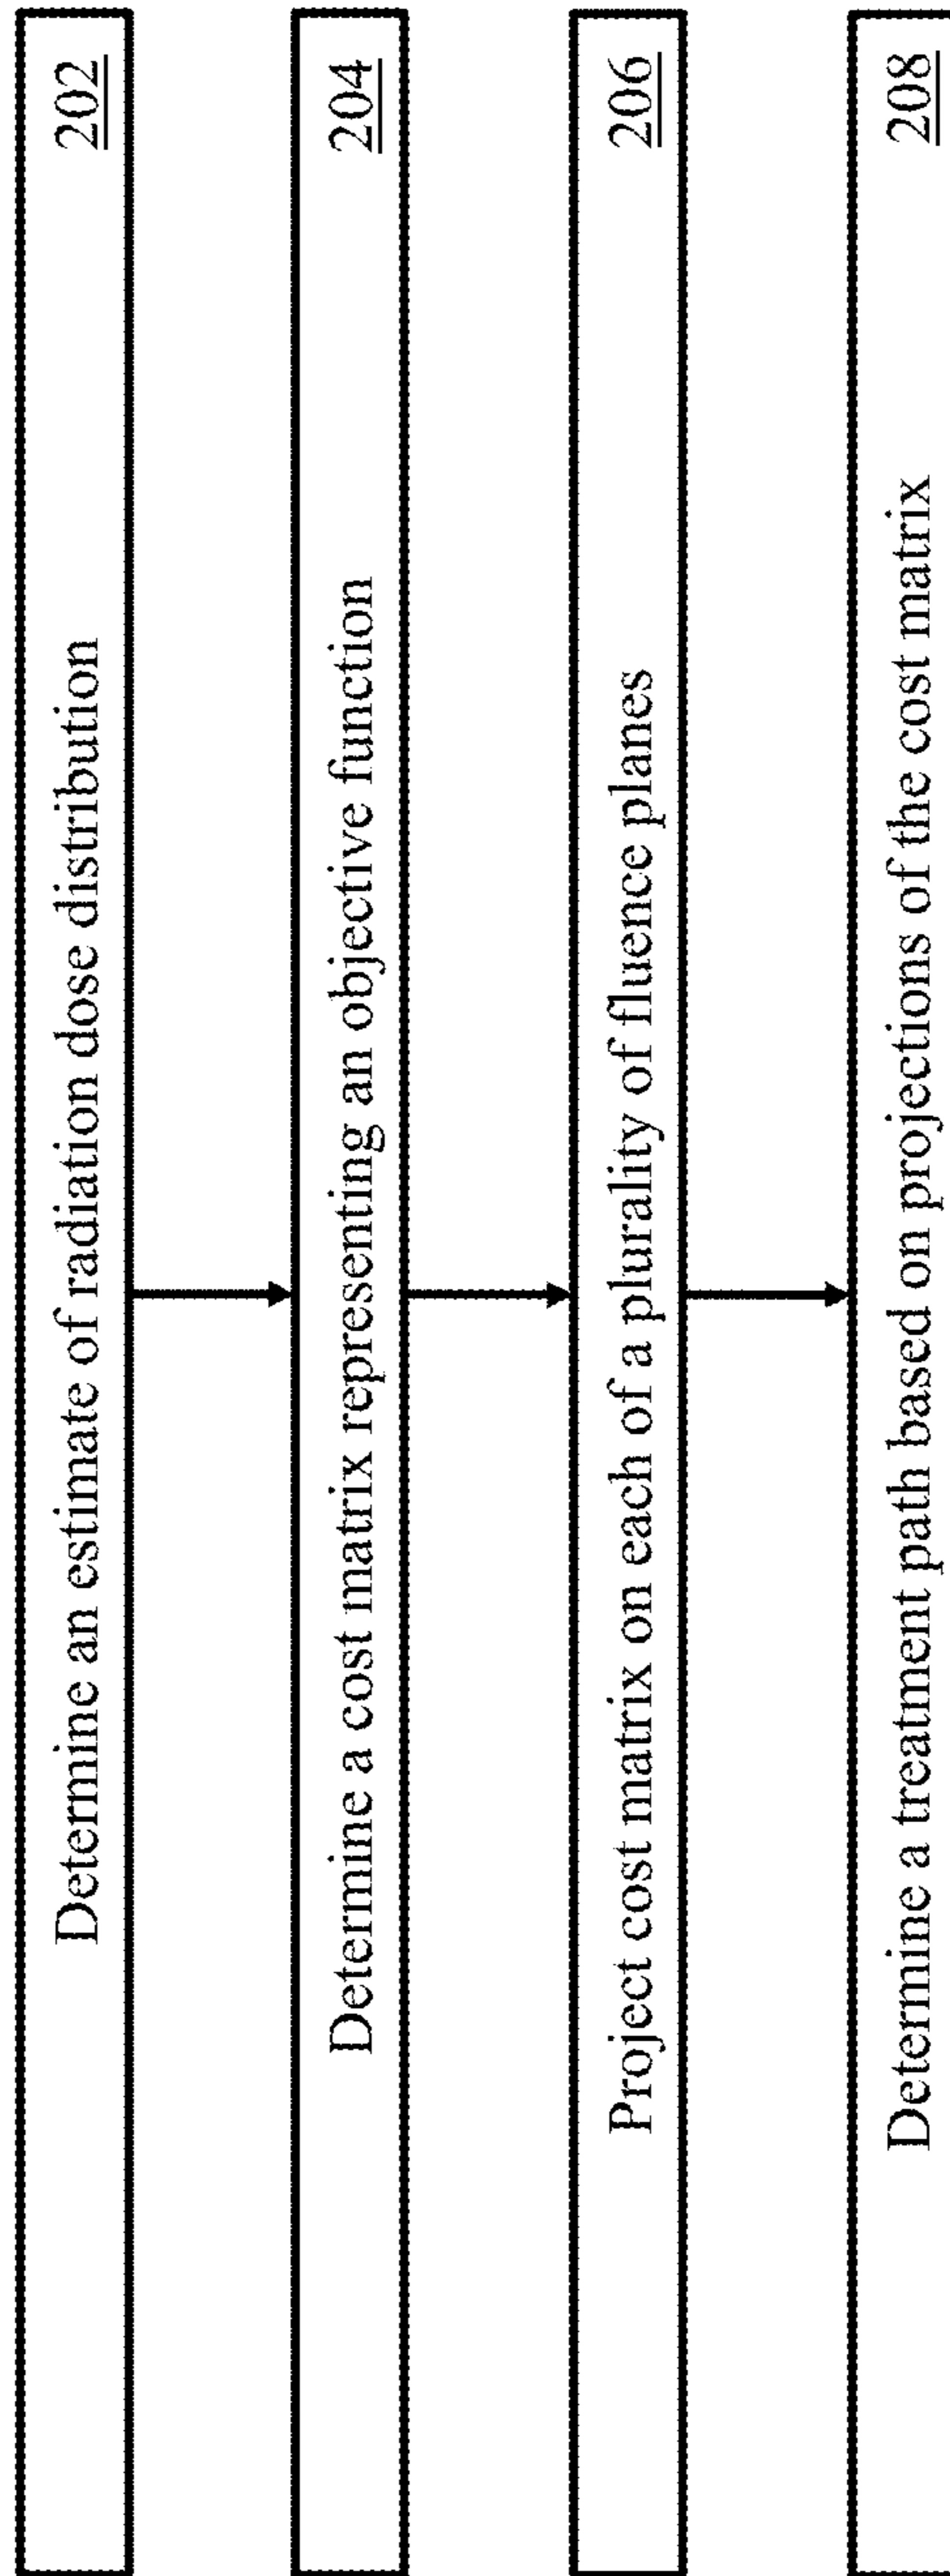 Determine an estimate of radiation dose distribution 202
Determine a cost matrix representing an objective function 204
Project cost matrix on each of a plurality of fluence planes 206
Determine a treatment path based on projections of the cost matrix 208